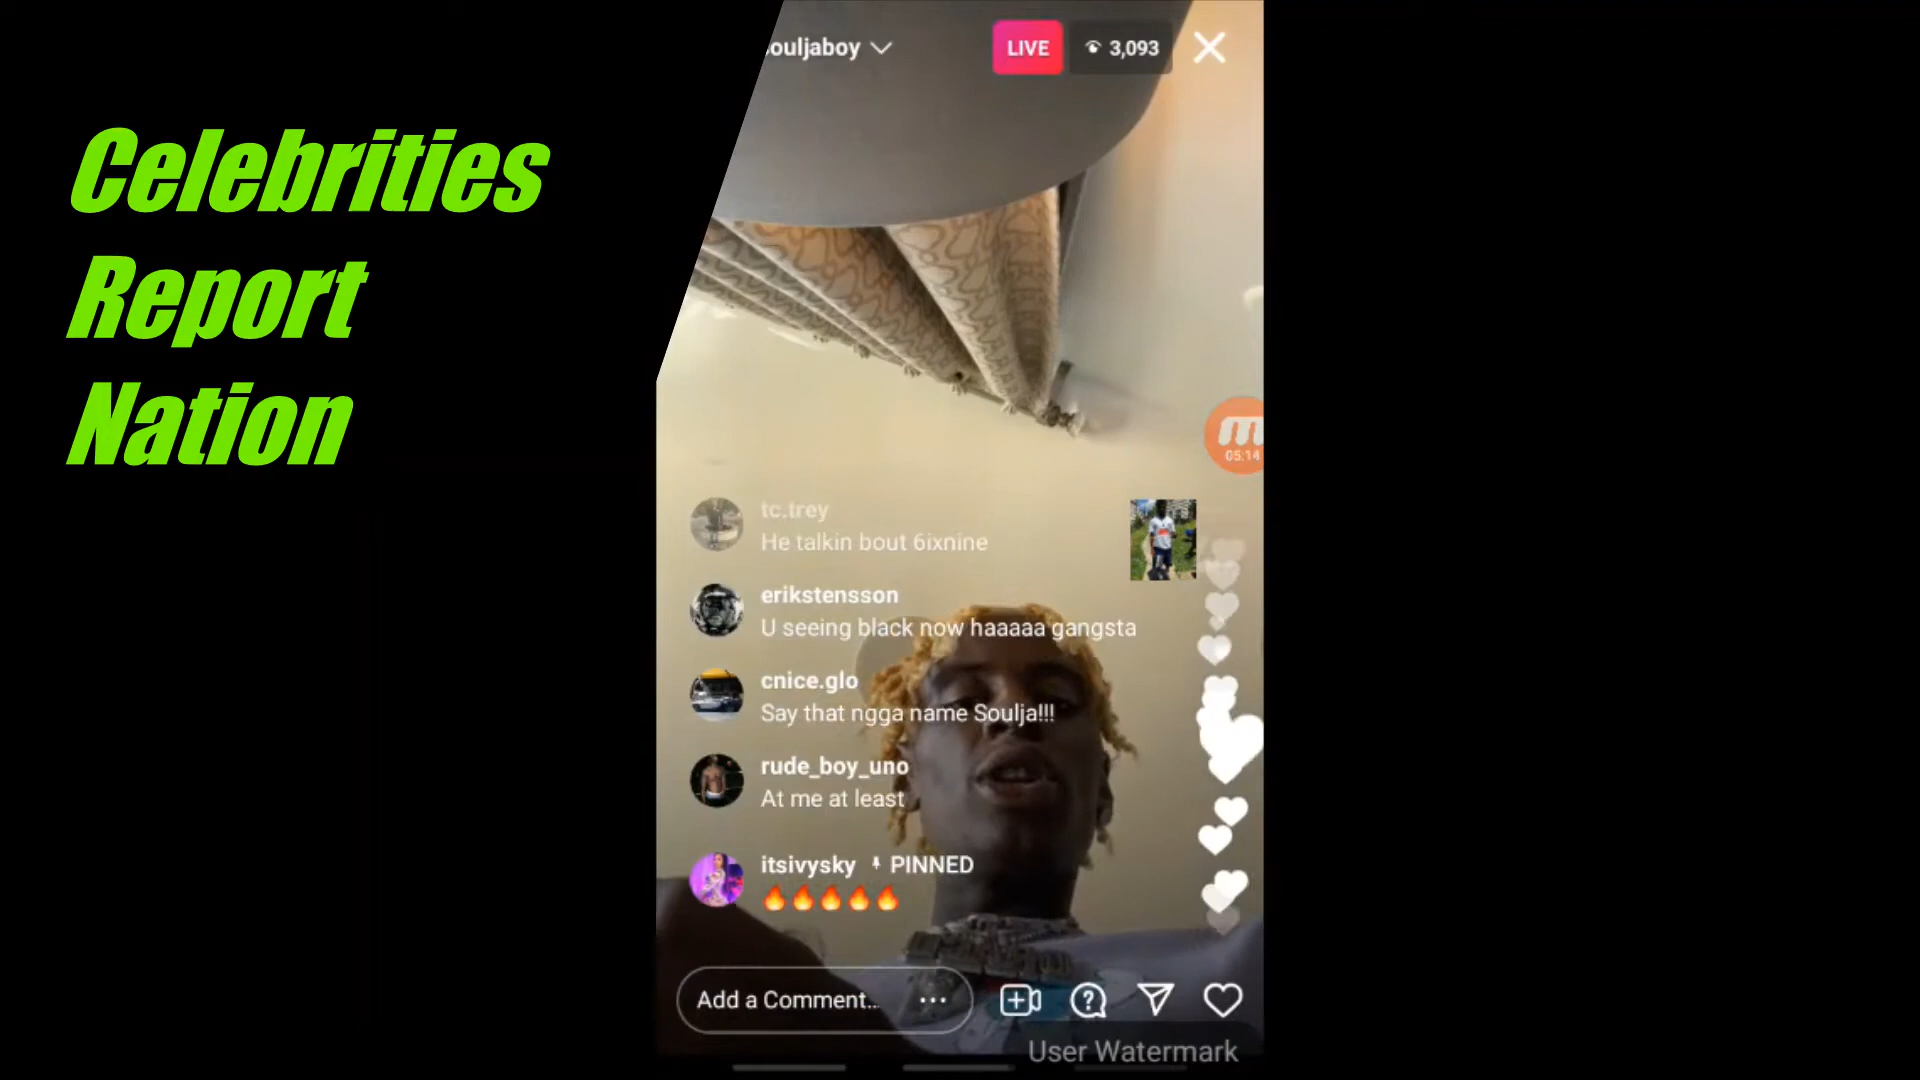 Celebrities
Report
Nation
ouljaboy
LIVE
3,093
05:14
tc.trey
He talkin bout 6ixnine
erikstensson
U seeing black now haaaaa gangsta
cnice.glo
Say that ngga name Soulja!!!
rude_boy_uno
At me at least
itsivysky PINNED
🔥🔥🔥🔥🔥
Add a Comment...
User Watermark